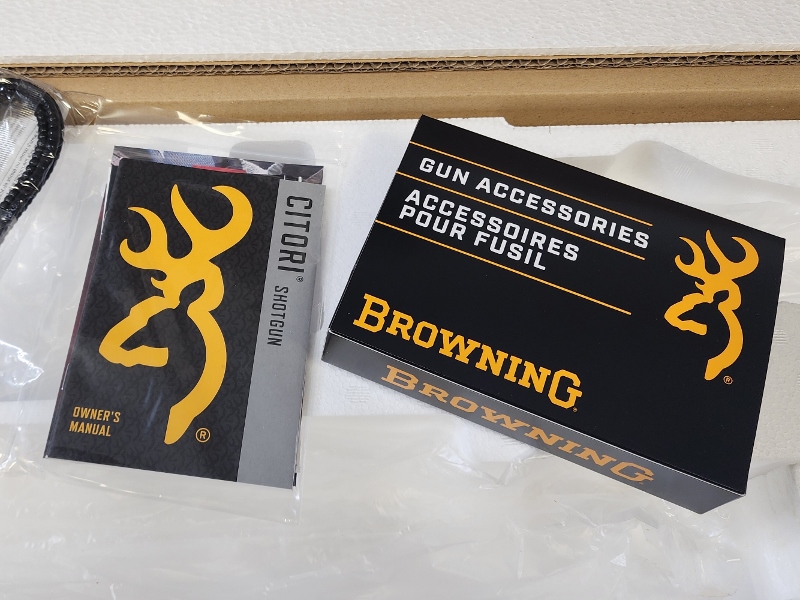 CITORI®
SHOTGUN
OWNER'S
MANUAL
®
GUN ACCESSORIES
ACCESSOIRES
POUR FUSIL
BROWNING®
®
BROWNING